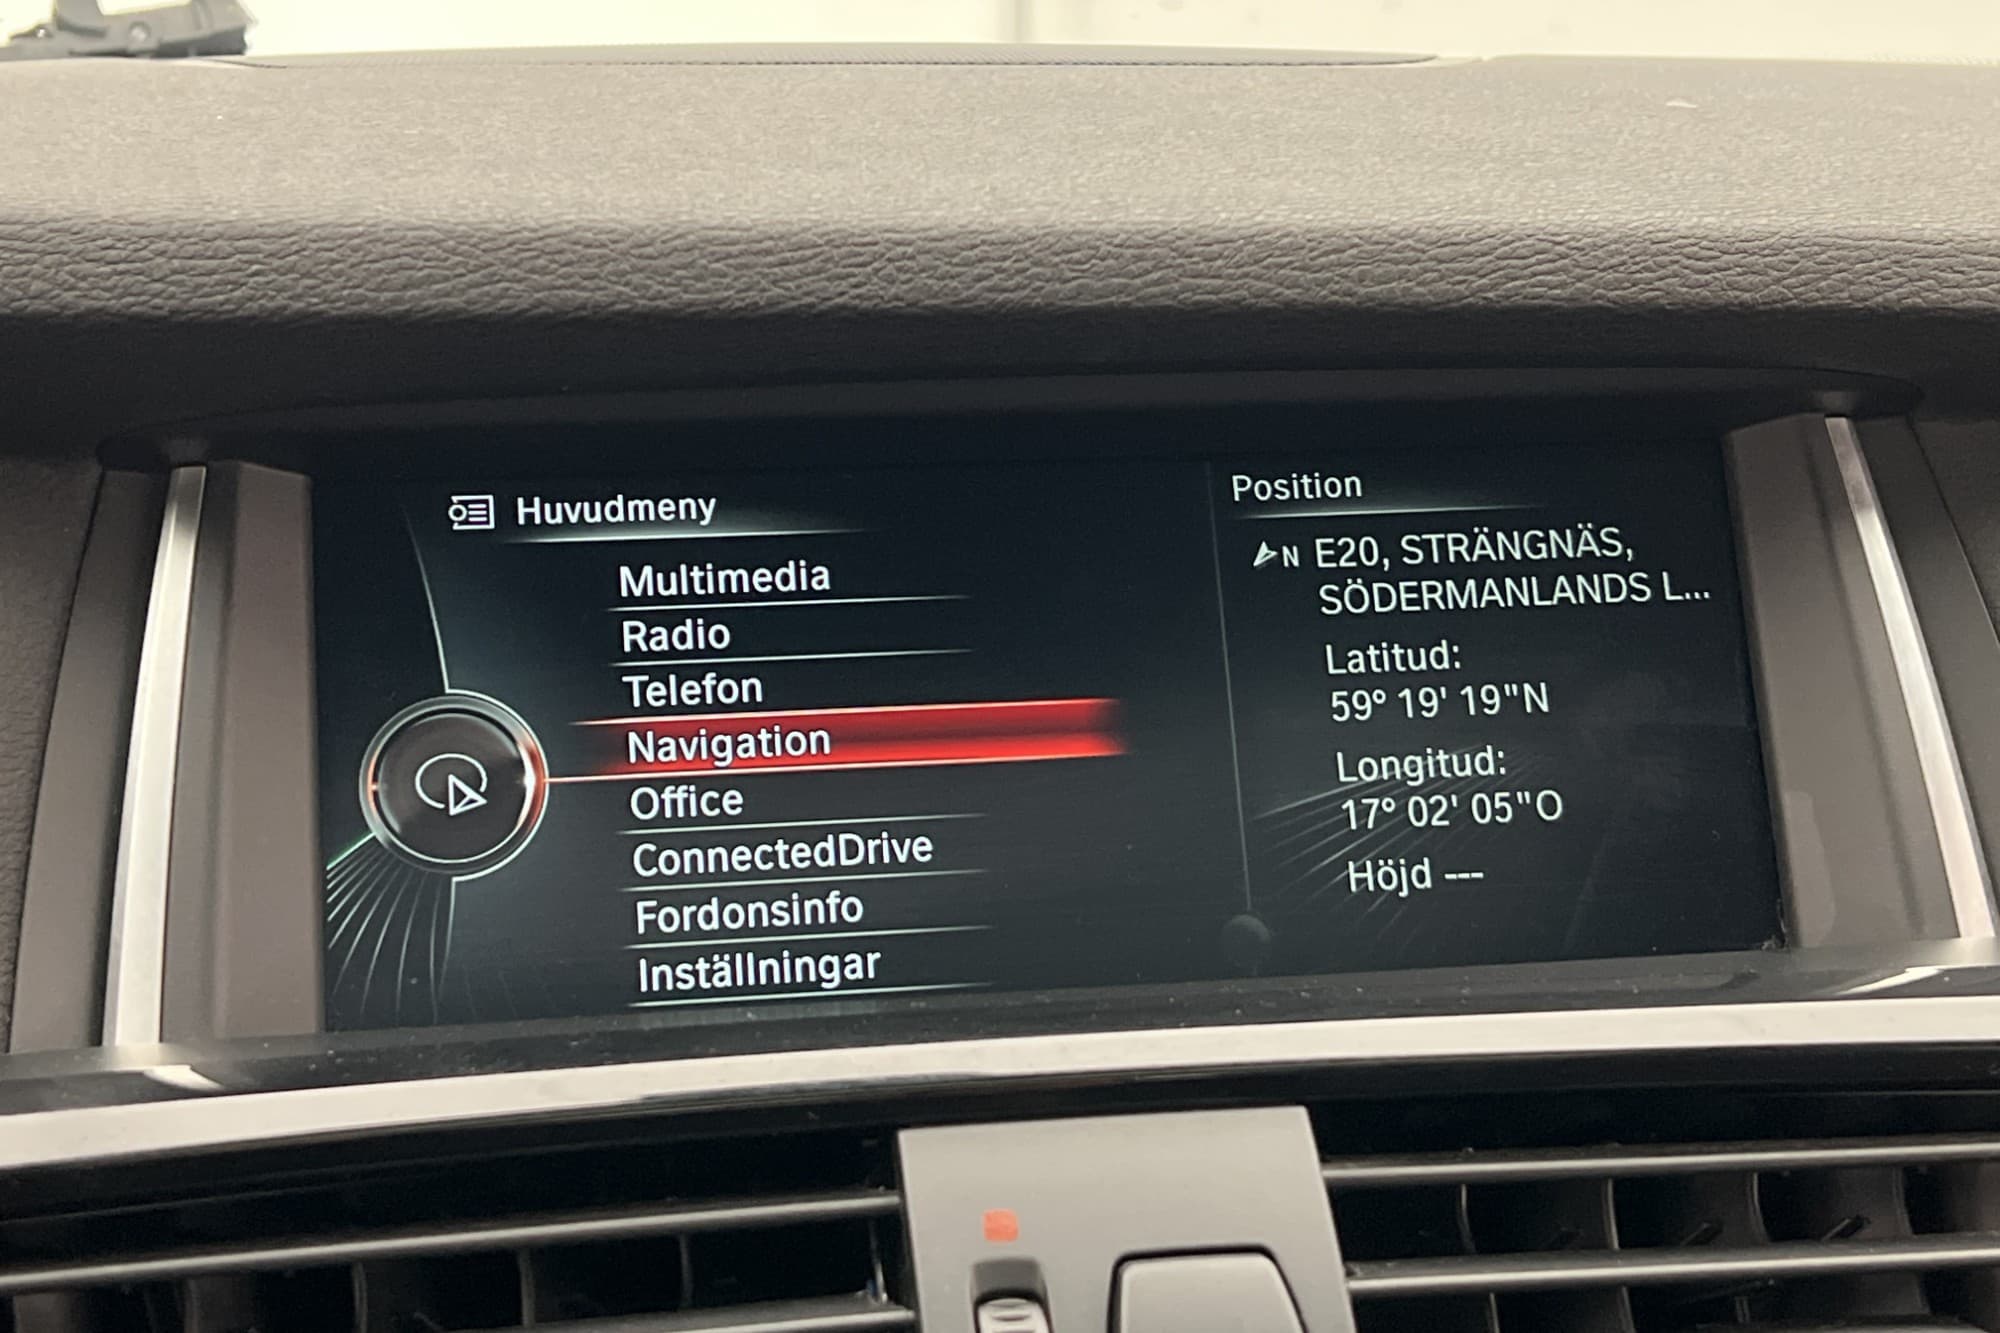 Huvudmeny
Multimedia
Radio
Telefon
Navigation
Office
ConnectedDrive
Fordonsinfo
Inställningar
Position
N E20, STRÄNGNÄS,
SÖDERMANLANDS L...
Latitud:
59° 19' 19"N
Longitud:
17° 02' 05"O
Höjd ---